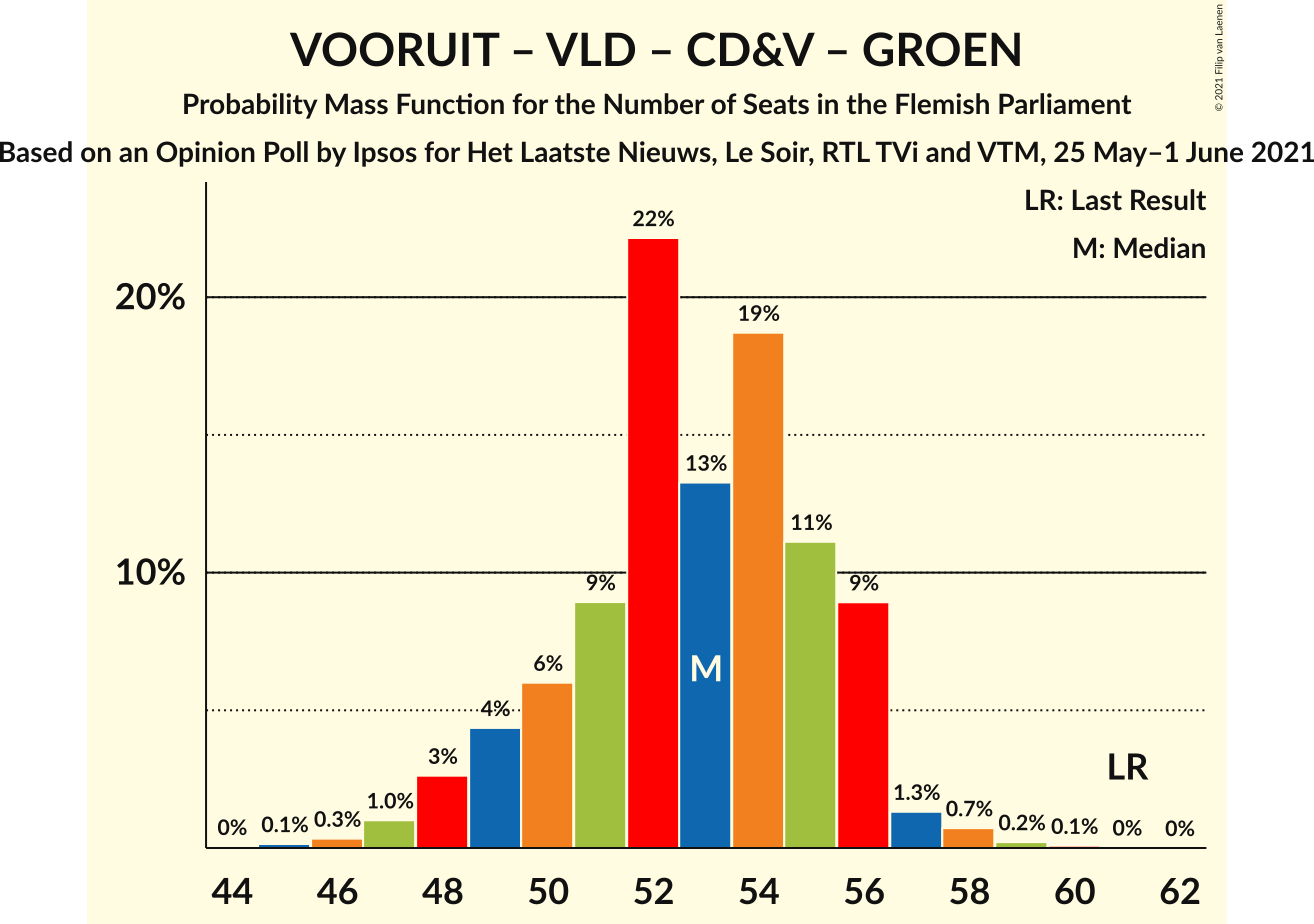 VOORUIT – VLD – CD&V – GROEN
Probability Mass Function for the Number of Seats in the Flemish Parliament
Based on an Opinion Poll by Ipsos for Het Laatste Nieuws, Le Soir, RTL TVi and VTM, 25 May–1 June 2021
© 2021 Filip van Laenen
LR: Last Result
M: Median
20%
10%
0%
0.1%
0.3%
1.0%
3%
4%
6%
9%
22%
13%
19%
11%
9%
1.3%
0.7%
0.2%
0.1%
0%
0%
M
LR
44 46 48 50 52 54 56 58 60 62